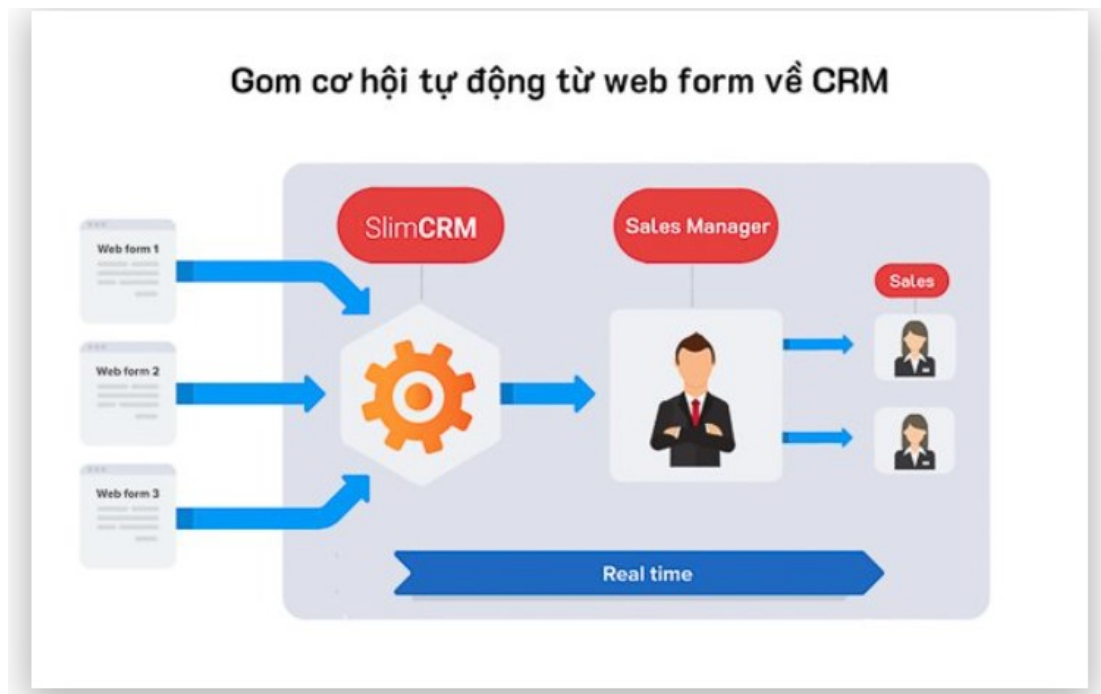 Gom cơ hội tự động từ web form về CRM
SlimCRM
Sales Manager
Sales
Web form 1
Web form 2
Web form 3
Real time